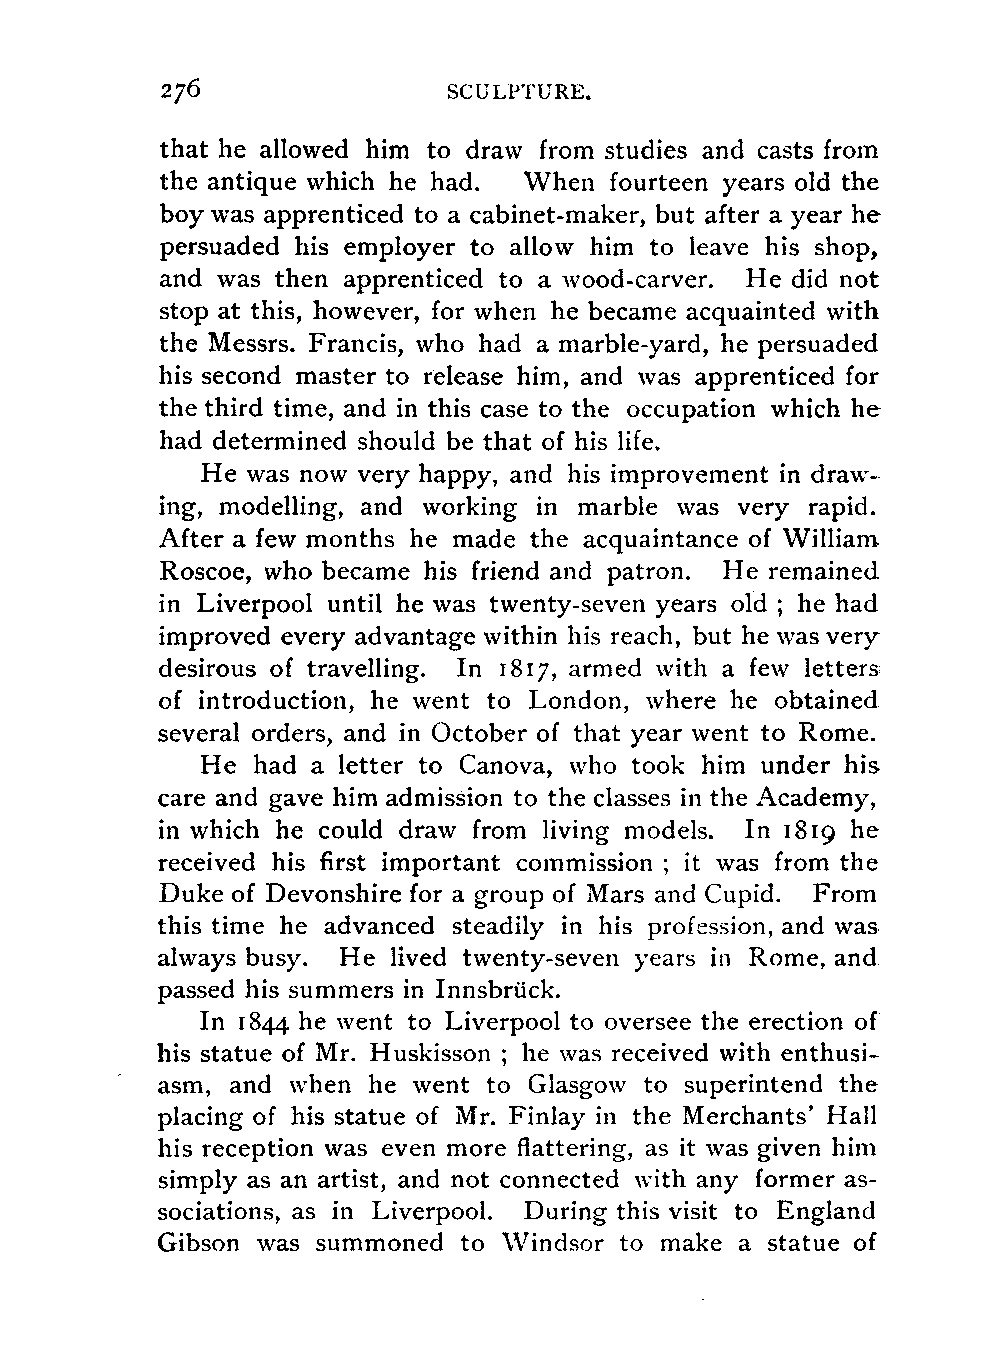 276 SCULPTURE.
that he allowed him to draw from studies and casts from
the antique which he had. When fourteen years old the
boy was apprenticed to a cabinet-maker, but after a year he
persuaded his employer to allow him to leave his shop,
and was then apprenticed to a wood-carver. He did not
stop at this, however, for when he became acquainted with
the Messrs. Francis, who had a marble-yard, he persuaded
his second master to release him, and was apprenticed for
the third time, and in this case to the occupation which he
had determined should be that of his life.
He was now very happy, and his improvement in draw-
ing, modelling, and working in marble was very rapid.
After a few months he made the acquaintance of William
Roscoe, who became his friend and patron. He remained
in Liverpool until he was twenty-seven years old ; he had
improved every advantage within his reach, but he was very
desirous of travelling. In 1817, armed with a few letters
of introduction, he went to London, where he obtained
several orders, and in October of that year went to Rome.
He had a letter to Canova, who took him under his
care and gave him admission to the classes in the Academy,
in which he could draw from living models. In 1819 he
received his first important commission ; it was from the
Duke of Devonshire for a group of Mars and Cupid. From
this time he advanced steadily in his profession, and was
always busy. He lived twenty-seven years in Rome, and
passed his summers in Innsbrück.
In 1844 he went to Liverpool to oversee the erection of
his statue of Mr. Huskisson ; he was received with enthusi-
asm, and when he went to Glasgow to superintend the
placing of his statue of Mr. Finlay in the Merchants' Hall
his reception was even more flattering, as it was given him
simply as an artist, and not connected with any former as-
sociations, as in Liverpool. During this visit to England
Gibson was summoned to Windsor to make a statue of